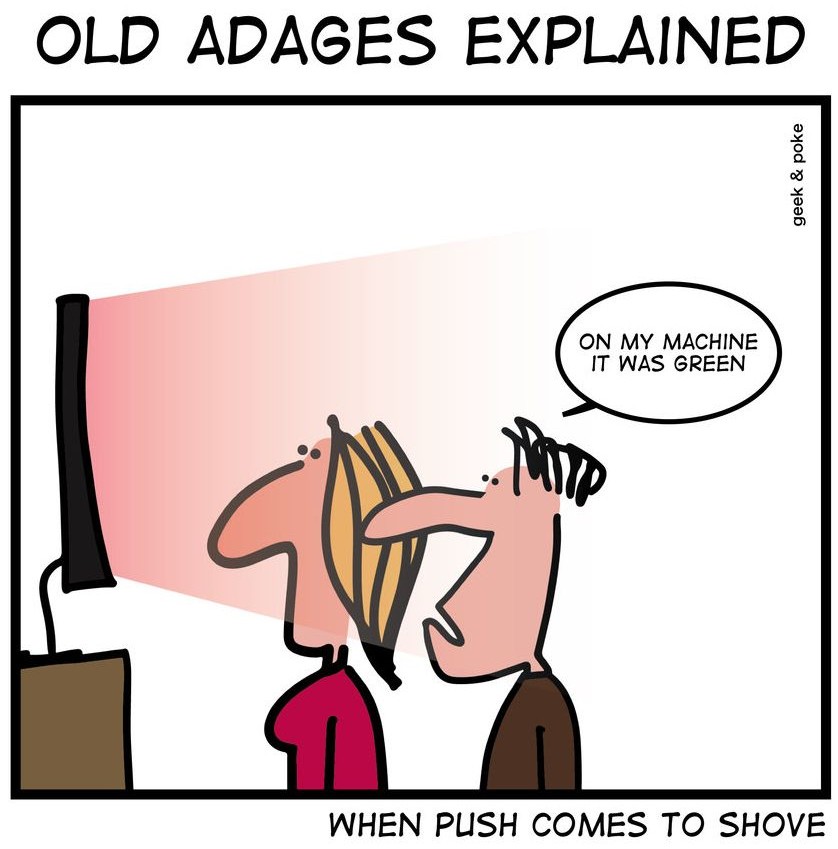 OLD ADAGES EXPLAINED
geek & poke
ON MY MACHINE
IT WAS GREEN
WHEN PUSH COMES TO SHOVE